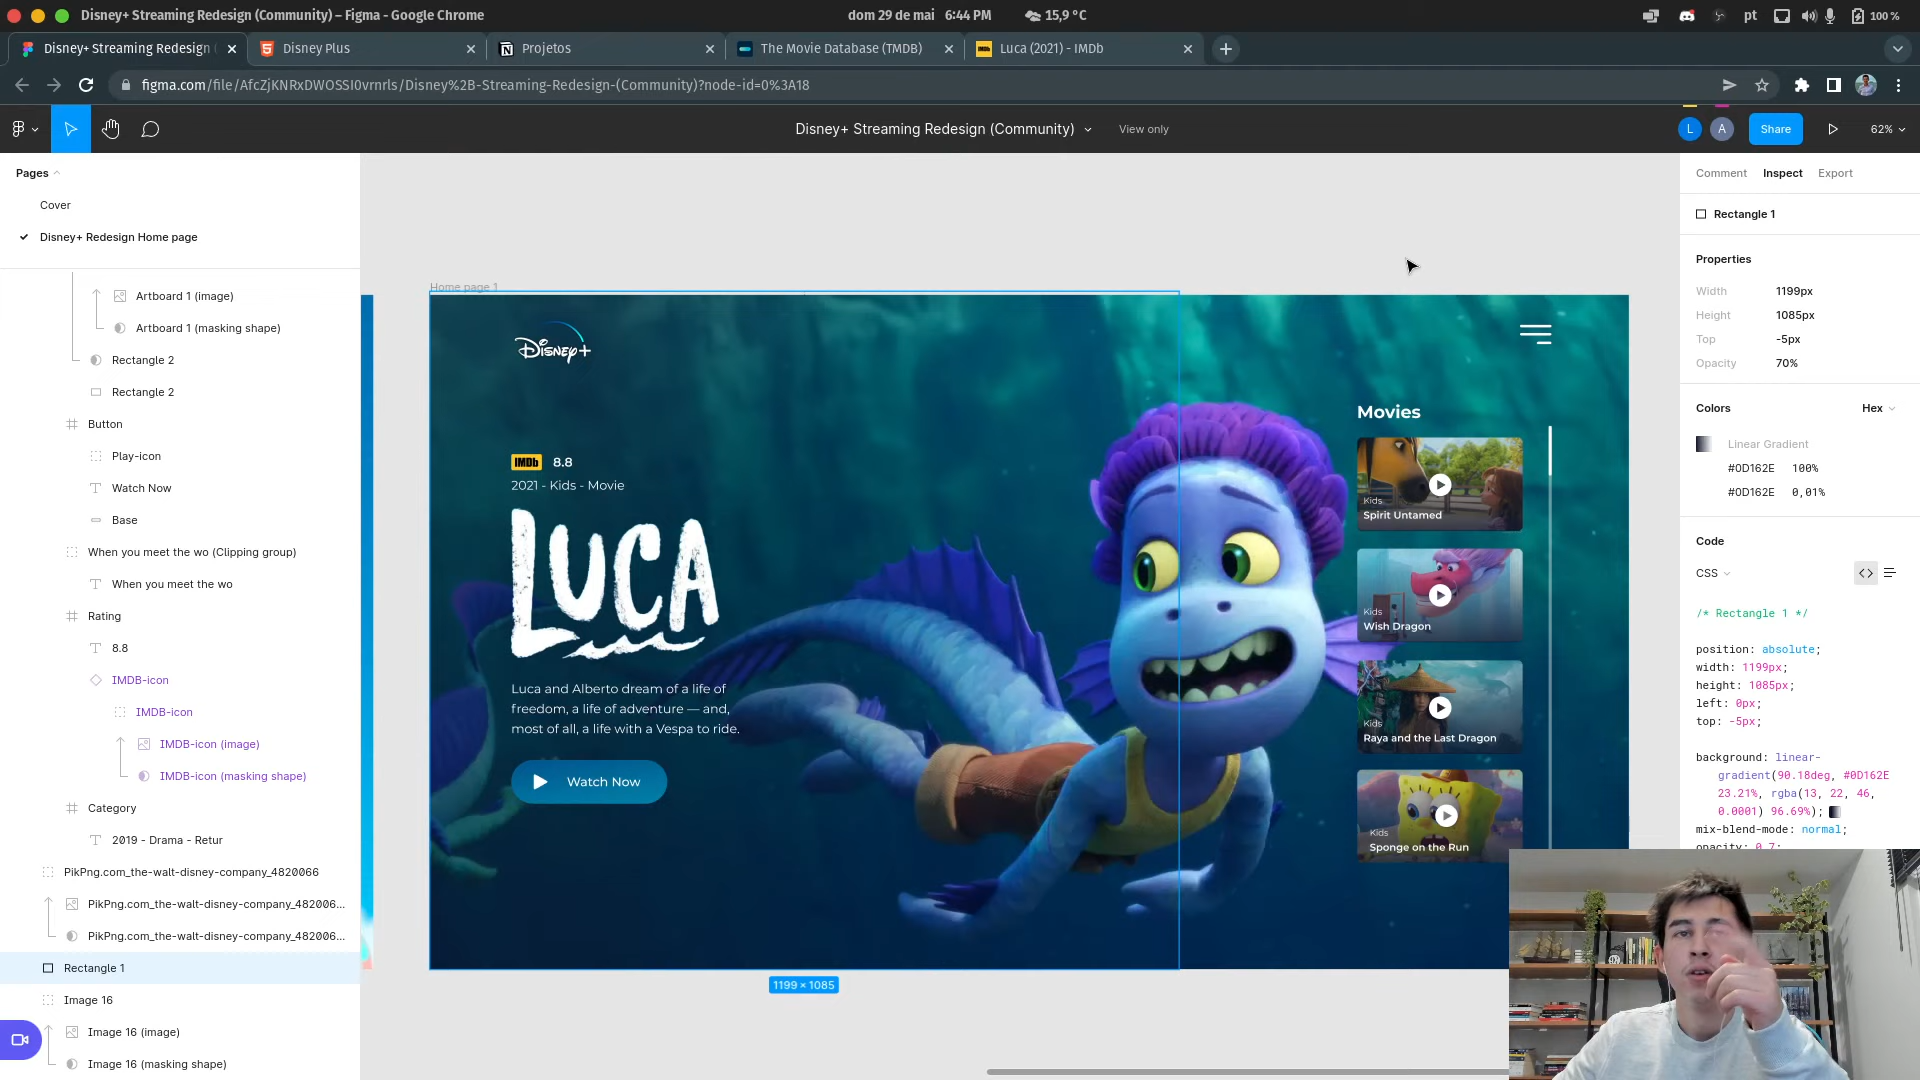 Disney+ Streaming Redesign (Community) – Figma - Google Chrome
dom 29 de mai 6:44 PM
15,9 °C
pt
100 %
Disney+ Streaming Redesign
Disney Plus
Projetos
The Movie Database (TMDB)
IMDb
Luca (2021) - IMDb
figma.com/file/AfcZjKNRxDWOSSI0vrnrls/Disney%2B-Streaming-Redesign-(Community)?node-id=0%3A18
Disney+ Streaming Redesign (Community)
View only
L
A
Share
62%
Pages
Cover
Disney+ Redesign Home page
Artboard 1 (image)
Artboard 1 (masking shape)
Rectangle 2
Rectangle 2
Button
Play-icon
Watch Now
Base
When you meet the wo (Clipping group)
When you meet the wo
Rating
8.8
IMDB-icon
IMDB-icon
IMDB-icon (image)
IMDB-icon (masking shape)
Category
2019 - Drama - Retur
PikPng.com_the-walt-disney-company_4820066
PikPng.com_the-walt-disney-company_482006...
PikPng.com_the-walt-disney-company_482006...
Rectangle 1
Image 16
Image 16 (image)
Image 16 (masking shape)
Home page 1
Disney+
IMDb 8.8
2021 - Kids - Movie
LUCA
Luca and Alberto dream of a life of
freedom, a life of adventure — and,
most of all, a life with a Vespa to ride.
Watch Now
Movies
Kids
Spirit Untamed
Kids
Wish Dragon
Kids
Raya and the Last Dragon
Kids
Sponge on the Run
1199 × 1085
Comment
Inspect
Export
Rectangle 1
Properties
Width 1199px
Height 1085px
Top -5px
Opacity 70%
Colors
Hex
Linear Gradient
#0D162E 100%
#0D162E 0,01%
Code
CSS
/* Rectangle 1 */
position: absolute;
width: 1199px;
height: 1085px;
left: 0px;
top: -5px;
background: linear-
gradient(90.18deg, #0D162E
23.21%, rgba(13, 22, 46,
0.0001) 96.69%);
mix-blend-mode: normal;
opacity: 0.7;